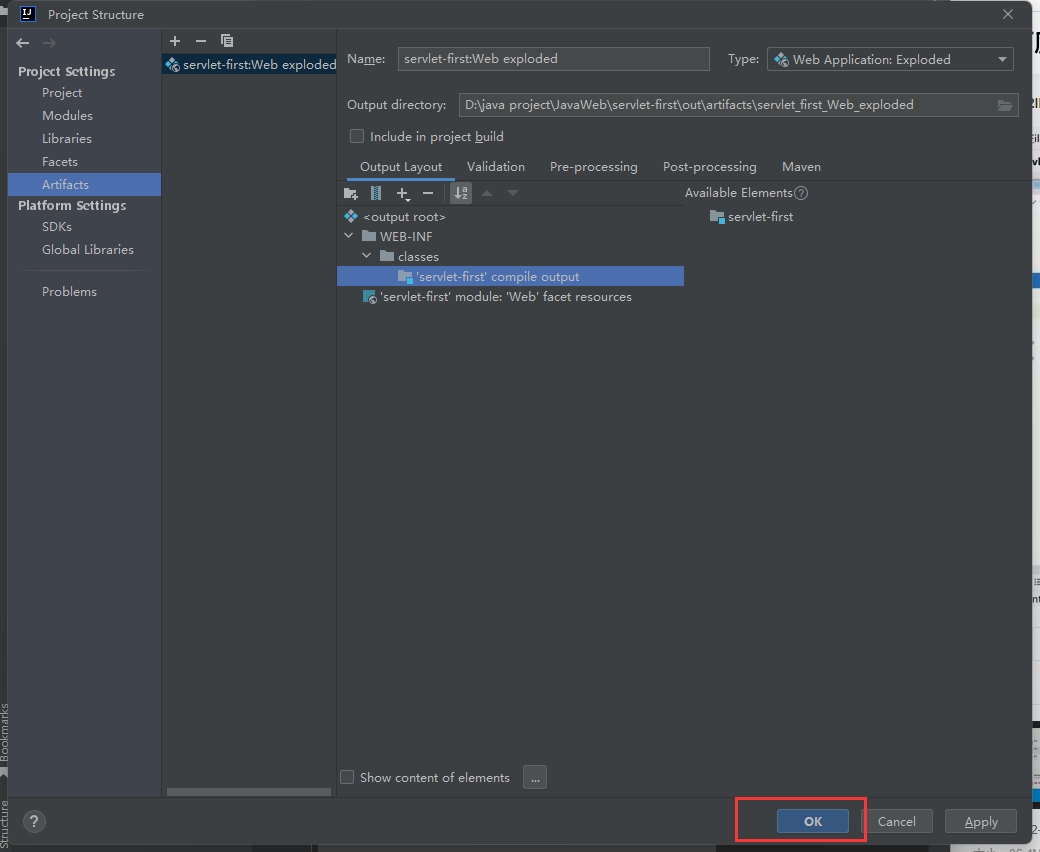 Project Structure
Project Settings
Project
Modules
Libraries
Facets
Artifacts
Platform Settings
SDKs
Global Libraries
Problems
servlet-first:Web exploded
Name: servlet-first:Web exploded Type: Web Application: Exploded
Output directory: D:\java project\JavaWeb\servlet-first\out\artifacts\servlet_first_Web_exploded
Include in project build
Output Layout Validation Pre-processing Post-processing Maven
Available Elements
<output root>
servlet-first
WEB-INF
classes
'servlet-first' compile output
'servlet-first' module: 'Web' facet resources
Show content of elements ...
OK Cancel Apply
Bookmarks
Structure